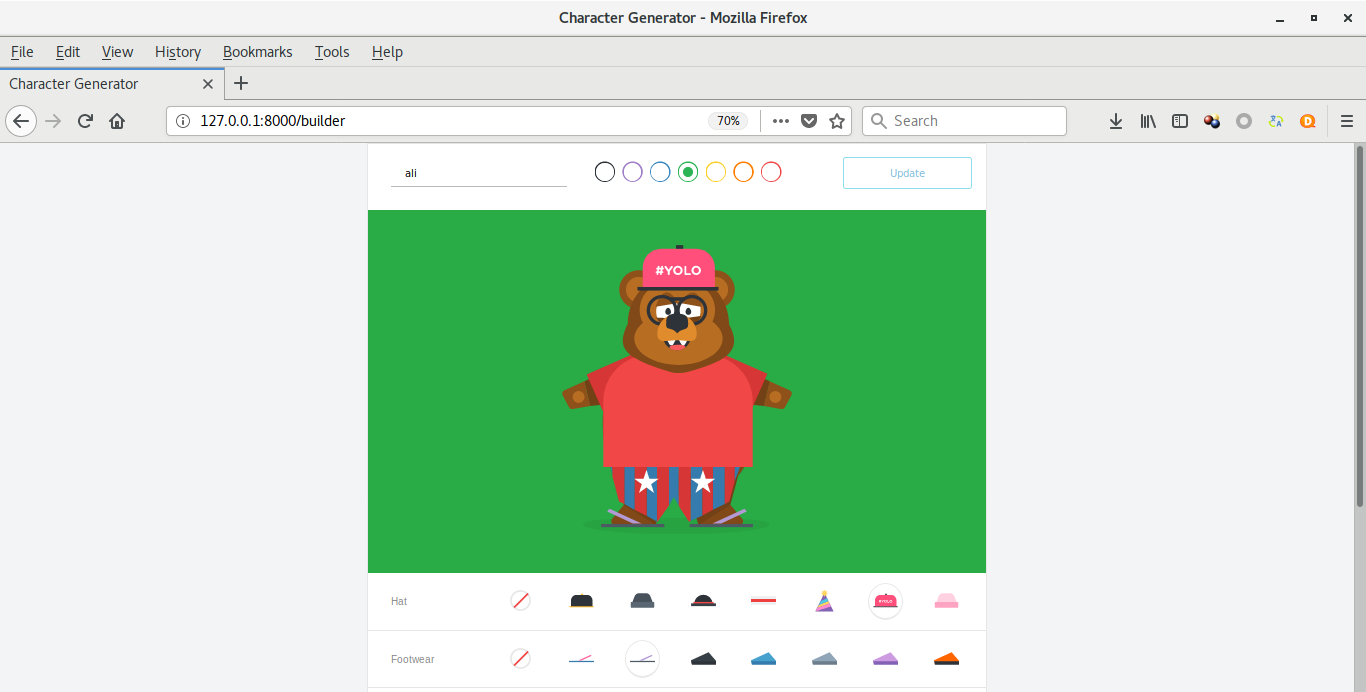 Character Generator - Mozilla Firefox
File Edit View History Bookmarks Tools Help
Character Generator
127.0.0.1:8000/builder 70% Search
ali Update
#YOLO
Hat #YOLO
Footwear